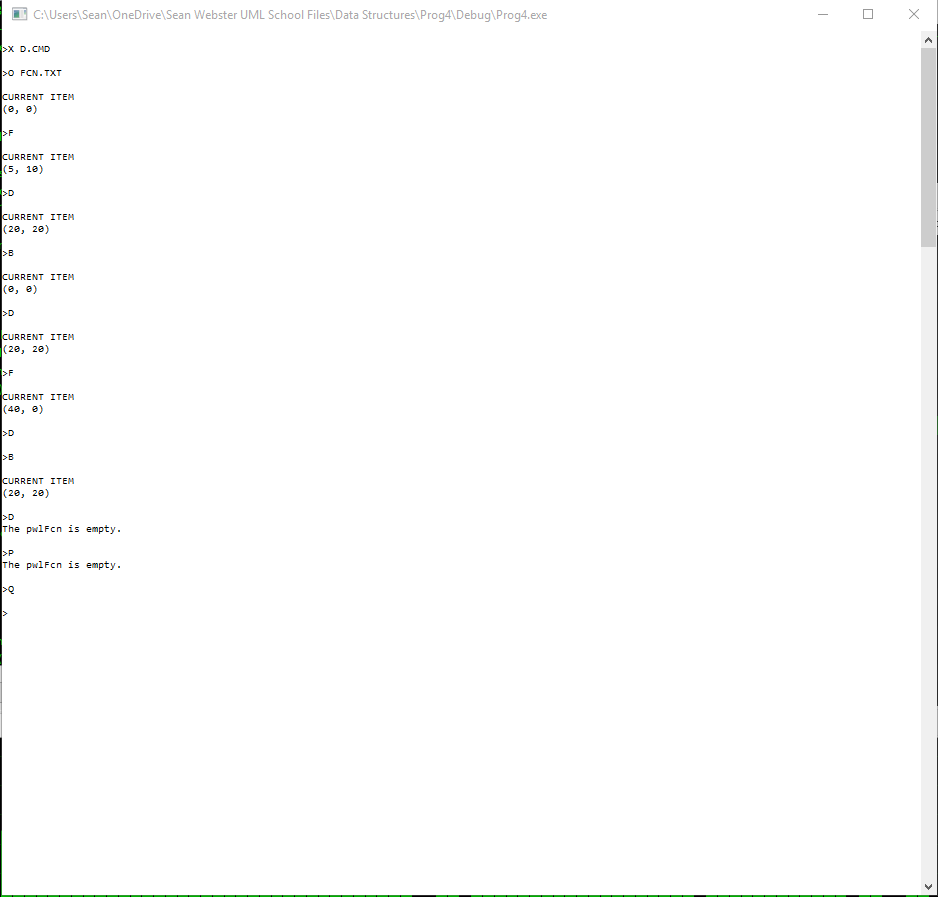 C:\Users\Sean\OneDrive\Sean Webster UML School Files\Data Structures\Prog4\Debug\Prog4.exe
>X D.CMD
>O FCN.TXT
CURRENT ITEM
(0, 0)
>F
CURRENT ITEM
(5, 10)
>D
CURRENT ITEM
(20, 20)
>B
CURRENT ITEM
(0, 0)
>D
CURRENT ITEM
(20, 20)
>F
CURRENT ITEM
(40, 0)
>D
>B
CURRENT ITEM
(20, 20)
>D
The pwlFcn is empty.
>P
The pwlFcn is empty.
>Q
>